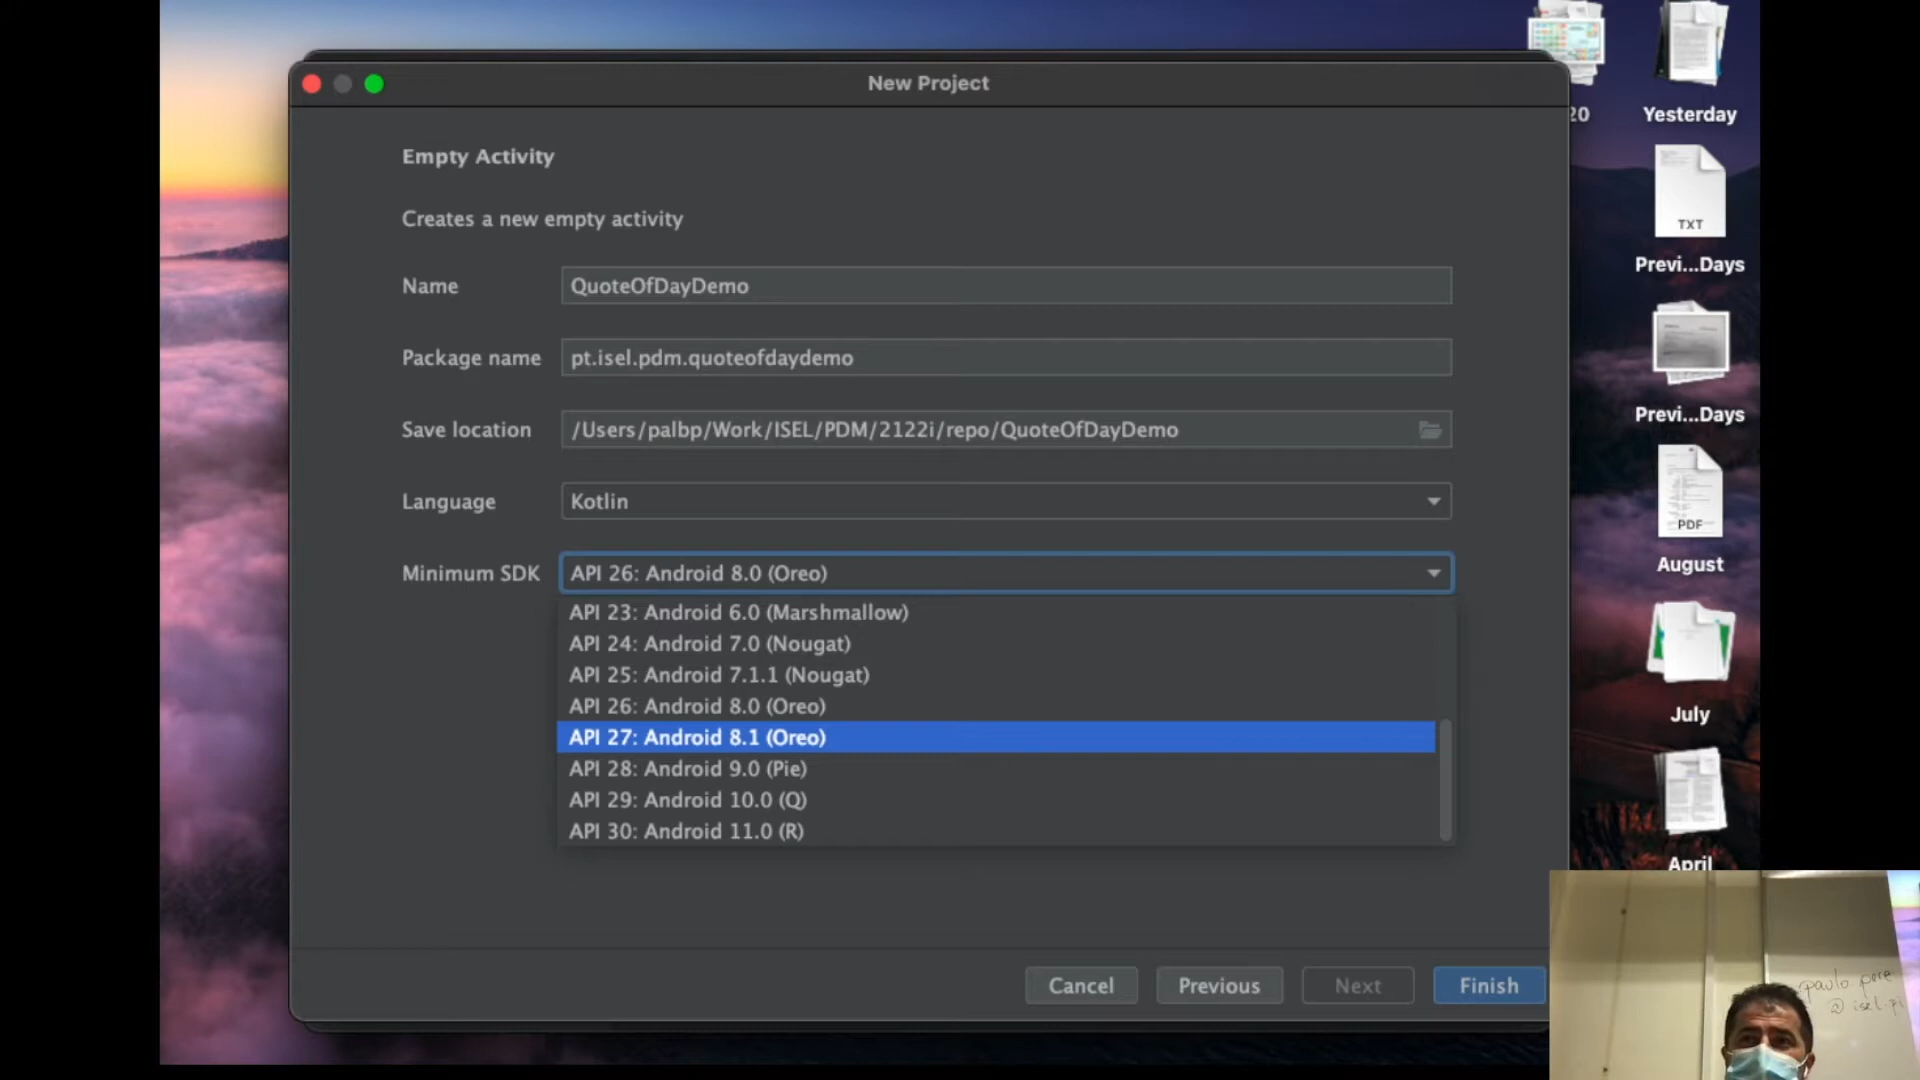 New Project
Empty Activity
Creates a new empty activity
Name
QuoteOfDayDemo
Package name
pt.isel.pdm.quoteofdaydemo
Save location
/Users/palbp/Work/ISEL/PDM/2122i/repo/QuoteOfDayDemo
Language
Kotlin
Minimum SDK
API 26: Android 8.0 (Oreo)
API 23: Android 6.0 (Marshmallow)
API 24: Android 7.0 (Nougat)
API 25: Android 7.1.1 (Nougat)
API 26: Android 8.0 (Oreo)
API 27: Android 8.1 (Oreo)
API 28: Android 9.0 (Pie)
API 29: Android 10.0 (Q)
API 30: Android 11.0 (R)
Cancel
Previous
Next
Finish
20
Yesterday
TXT
Previ...Days
Previ...Days
PDF
August
July
April
paulo.pere
@isel.p